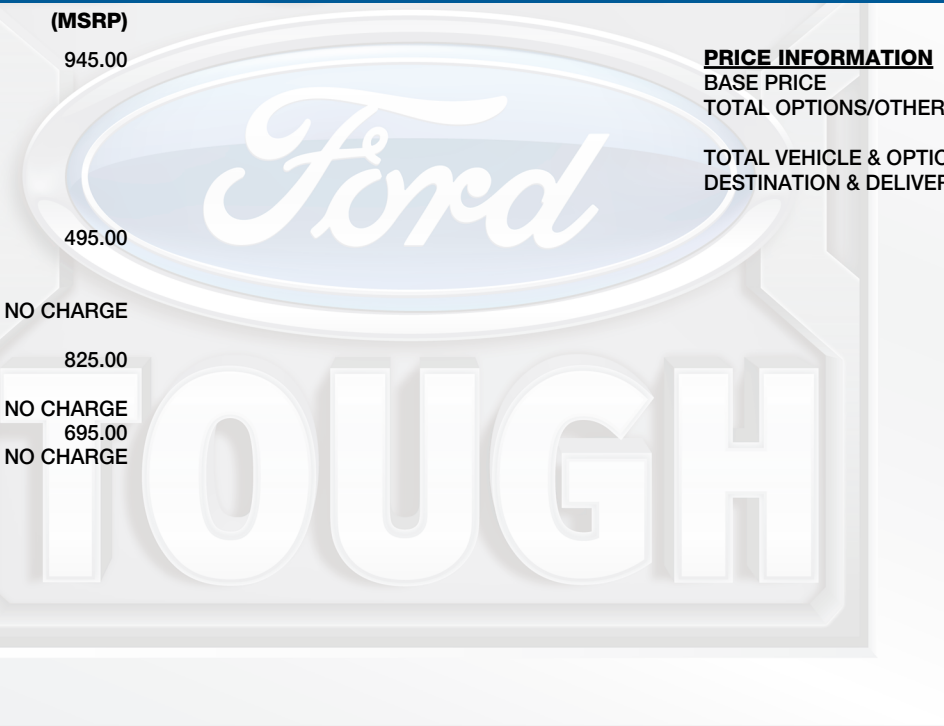 (MSRP)
945.00
495.00
NO CHARGE
825.00
NO CHARGE
695.00
NO CHARGE
PRICE INFORMATION
BASE PRICE
TOTAL OPTIONS/OTHER
TOTAL VEHICLE & OPTIO
DESTINATION & DELIVER
Ford
TOUGH